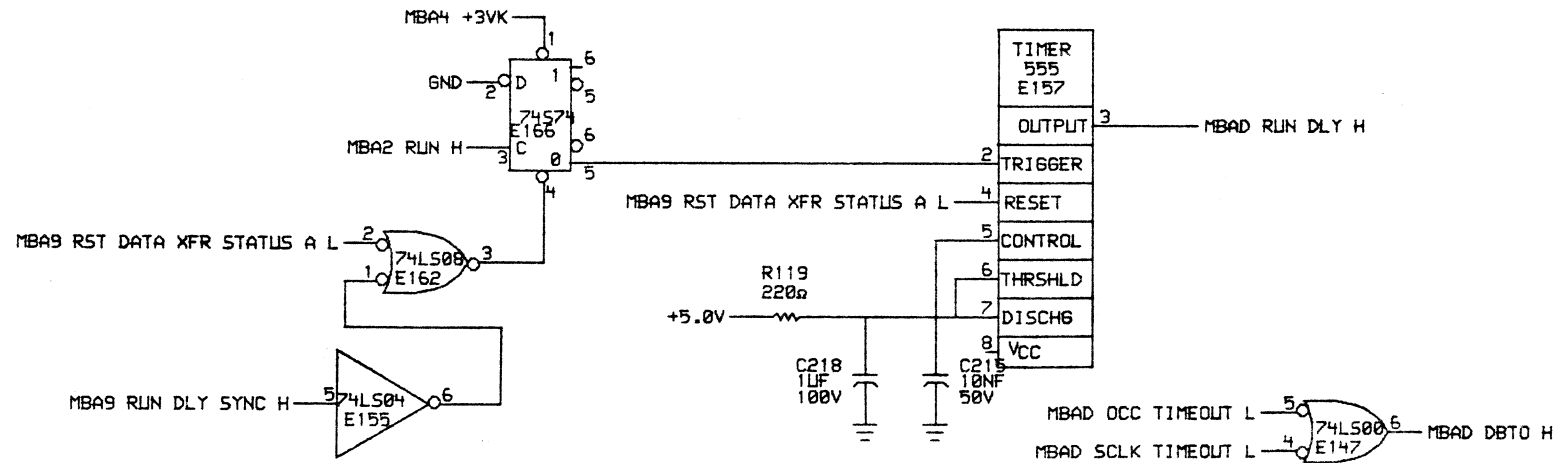 MBA4 +3VK
1
6
GND
2
D
1
5
74S74
E166
6
MBA2 RUN H
3
C
0
5
4
MBA9 RST DATA XFR STATUS A L
2
1
74LS08
E162
3
MBA9 RUN DLY SYNC H
5
74LS04
E155
6
TIMER
555
E157
OUTPUT
3
MBAD RUN DLY H
2
TRIGGER
MBA9 RST DATA XFR STATUS A L
4
RESET
5
CONTROL
6
THRSHLD
R119
220Ω
+5.0V
7
DISCHG
8
VCC
C218
1UF
100V
C215
10NF
50V
MBAD OCC TIMEOUT L
5
MBAD SCLK TIMEOUT L
4
74LS00
E147
6
MBAD DBTO H